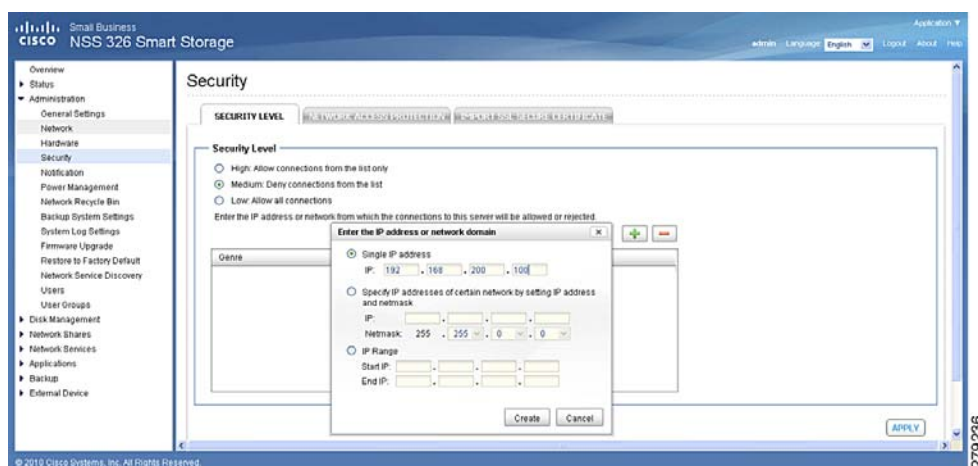 Small Business
CISCO NSS 326 Smart Storage
Application
admin Language English Logout About Help
Overview
Status
Administration
General Settings
Network
Hardware
Security
Notification
Power Management
Network Recycle Bin
Backup System Settings
System Log Settings
Firmware Upgrade
Restore to Factory Default
Network Service Discovery
Users
User Groups
Disk Management
Network Shares
Network Services
Applications
Backup
External Device
Security
SECURITY LEVEL NETWORK ACCESS PROTECTION IMPORT SSL SECURE CERTIFICATE
Security Level
High: Allow connections from the list only
Medium: Deny connections from the list
Low: Allow all connections
Enter the IP address or network from which the connections to this server will be allowed or rejected.
Genre
Enter the IP address or network domain
Single IP address
IP: 192 . 168 . 200 . 100
Specify IP addresses of certain network by setting IP address
and netmask
IP: . . .
Netmask: 255 . 255 . 0 . 0
IP Range
Start IP: . . .
End IP: . . .
Create Cancel
APPLY
© 2010 Cisco Systems, Inc. All Rights Reserved.
279236